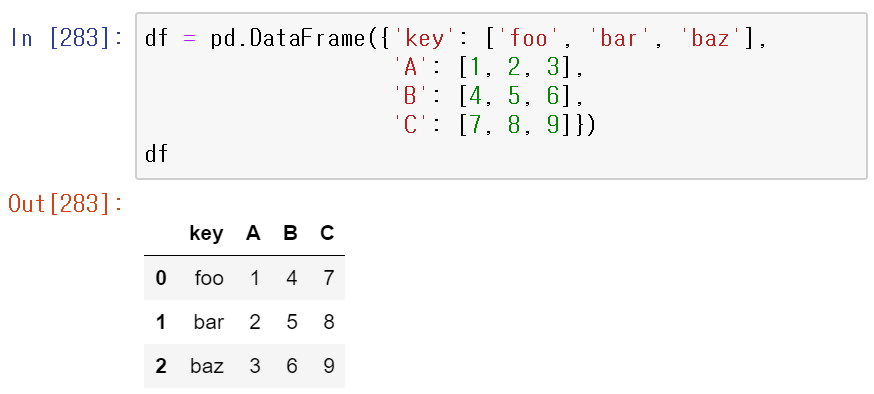 In [283]: df = pd.DataFrame({'key': ['foo', 'bar', 'baz'],
'A': [1, 2, 3],
'B': [4, 5, 6],
'C': [7, 8, 9]})
df
Out[283]:
key A B C
0 foo 1 4 7
1 bar 2 5 8
2 baz 3 6 9